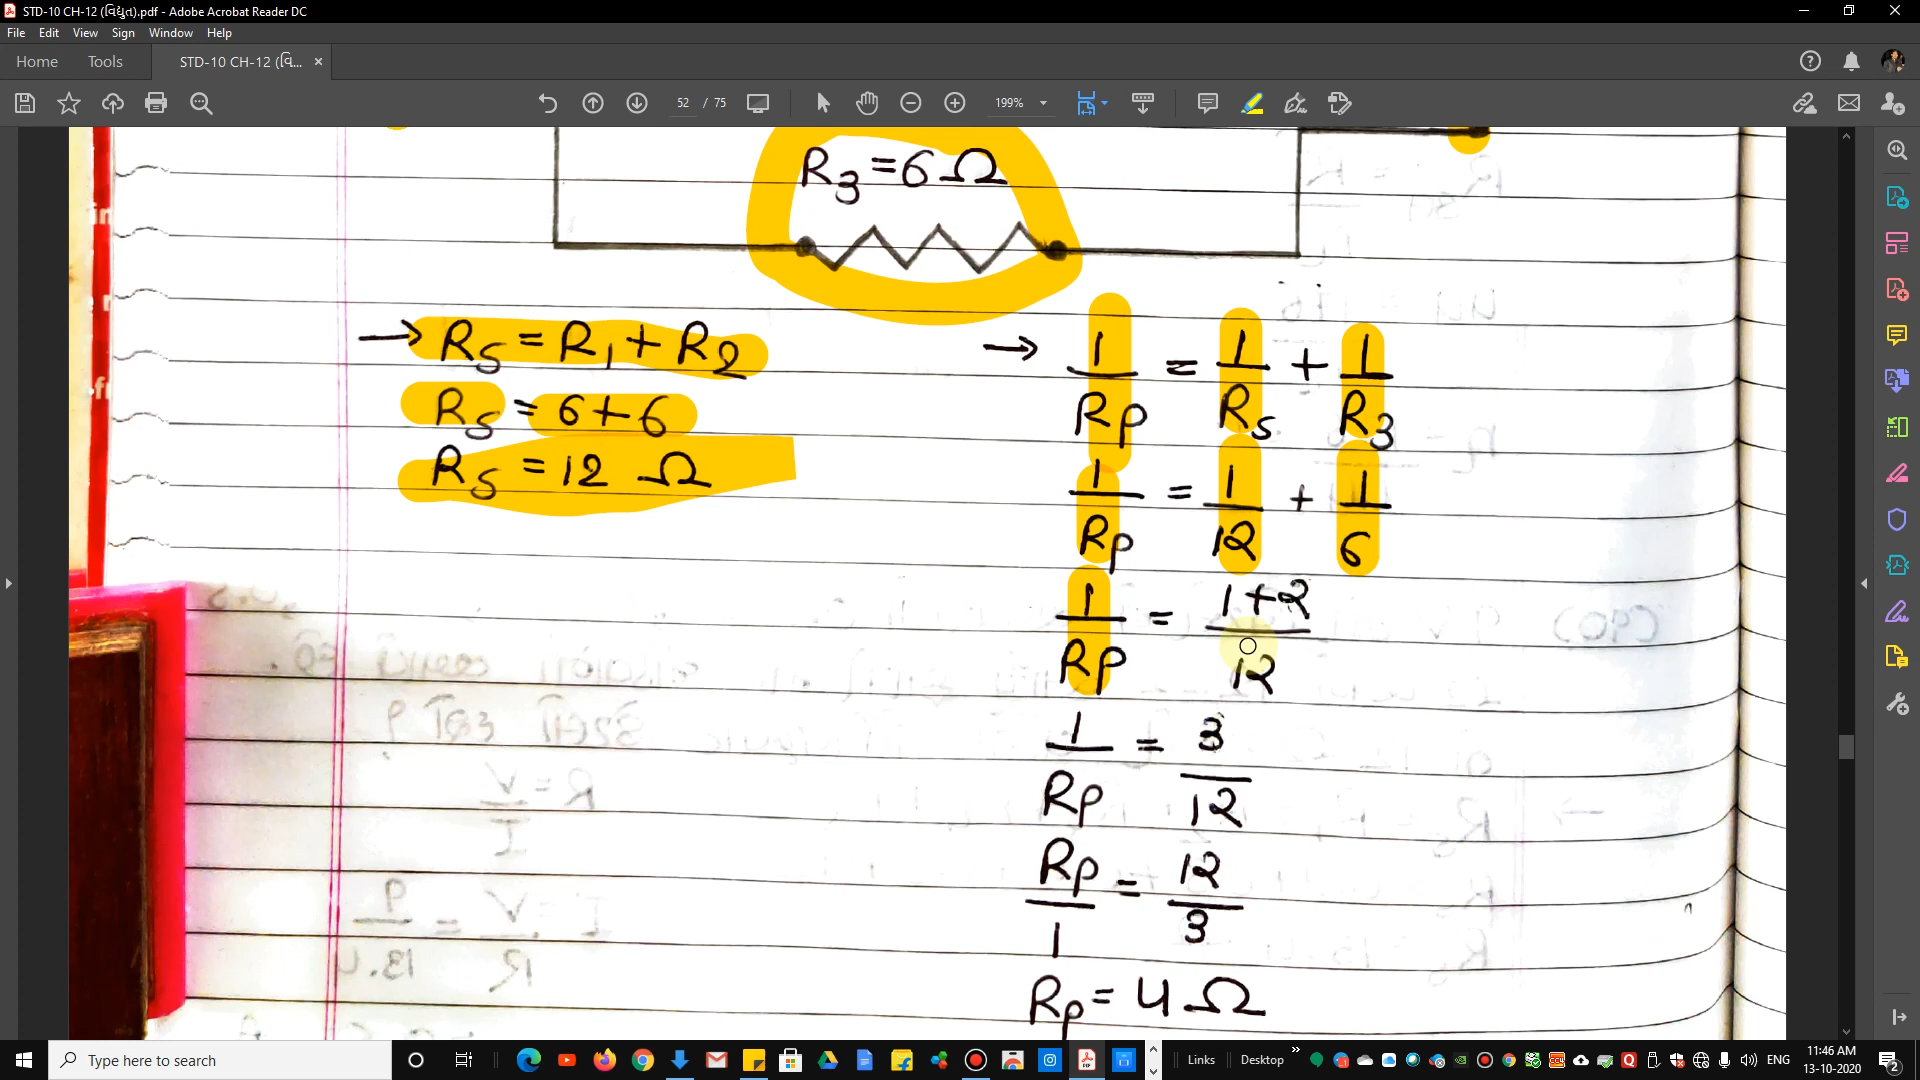 STD-10 CH-12 (વિદ્યુત).pdf - Adobe Acrobat Reader DC
File Edit View Sign Window Help
Home Tools STD-10 CH-12 (વિ... ×
52 / 75 199%
R3 = 6 Ω
→ Rs = R1 + R2
Rs = 6 + 6
Rs = 12 Ω
→ 1/Rp = 1/Rs + 1/R3
1/Rp = 1/12 + 1/6
1/Rp = 1+2/12
1/Rp = 3/12
Rp/1 = 12/3
Rp = 4 Ω
Type here to search
Links Desktop » ENG 11:46 AM
13-10-2020 2